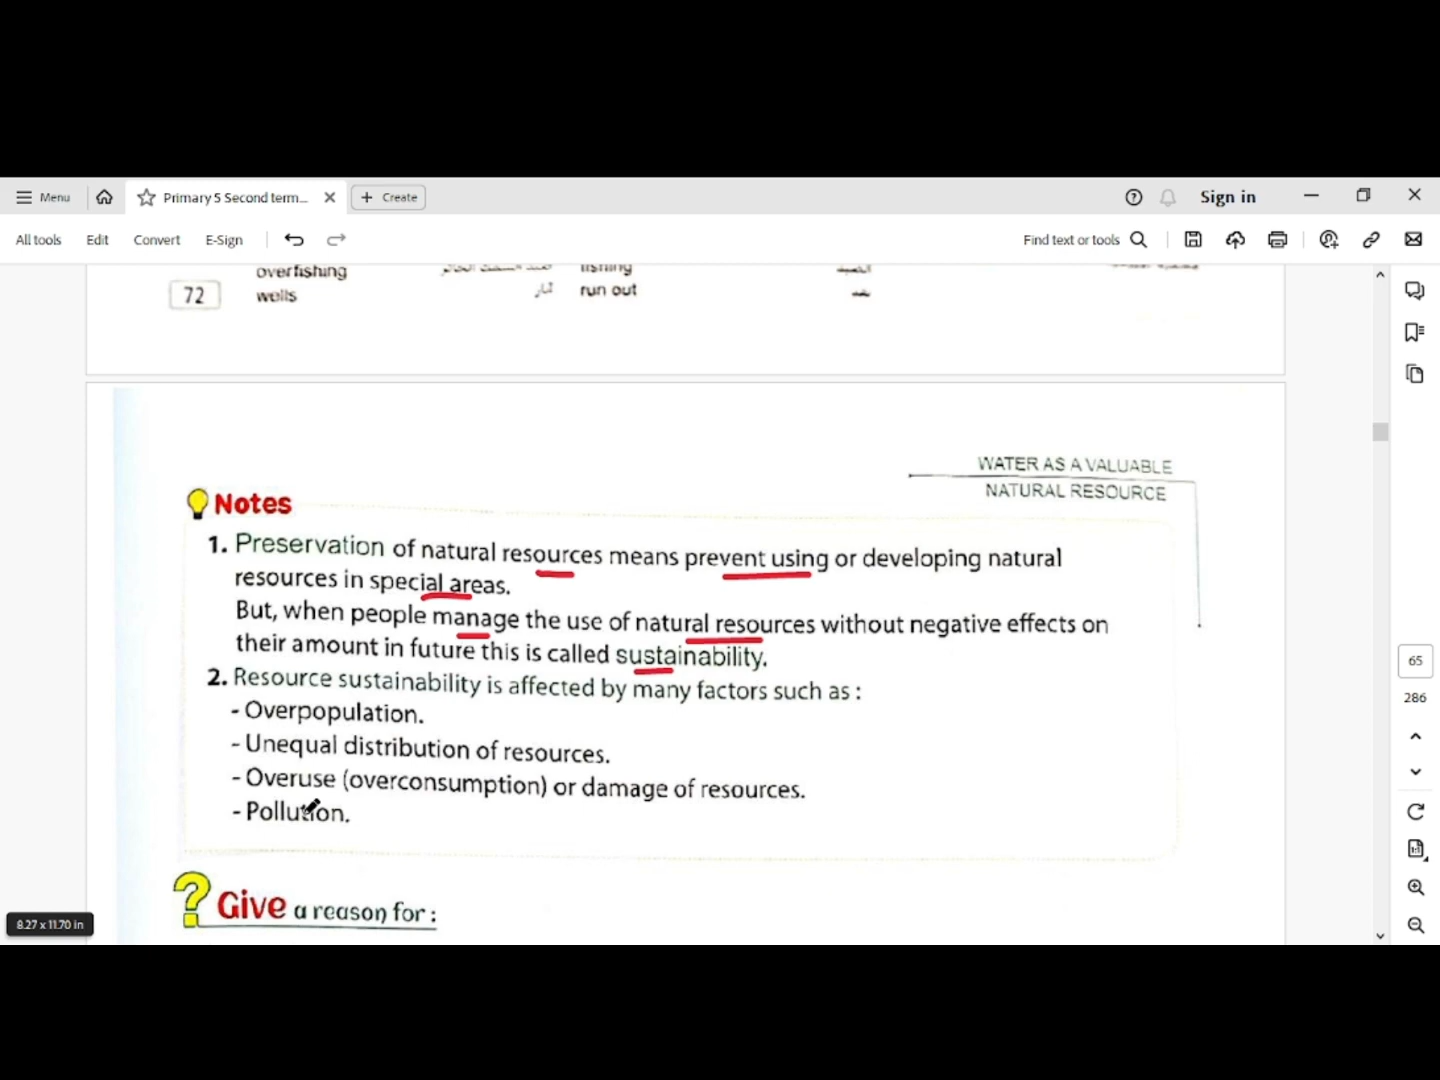 Menu
Primary 5 Second term...
Create
Sign in
All tools
Edit
Convert
E-Sign
Find text or tools
overfishing
fishing
72
wells
آبار
run out
WATER AS A VALUABLE
NATURAL RESOURCE
Notes
1. Preservation of natural resources means prevent using or developing natural
resources in special areas.
But, when people manage the use of natural resources without negative effects on
their amount in future this is called sustainability.
2. Resource sustainability is affected by many factors such as :
- Overpopulation.
- Unequal distribution of resources.
- Overuse (overconsumption) or damage of resources.
- Pollution.
? Give a reason for :
65
286
8.27 x 11.70 in